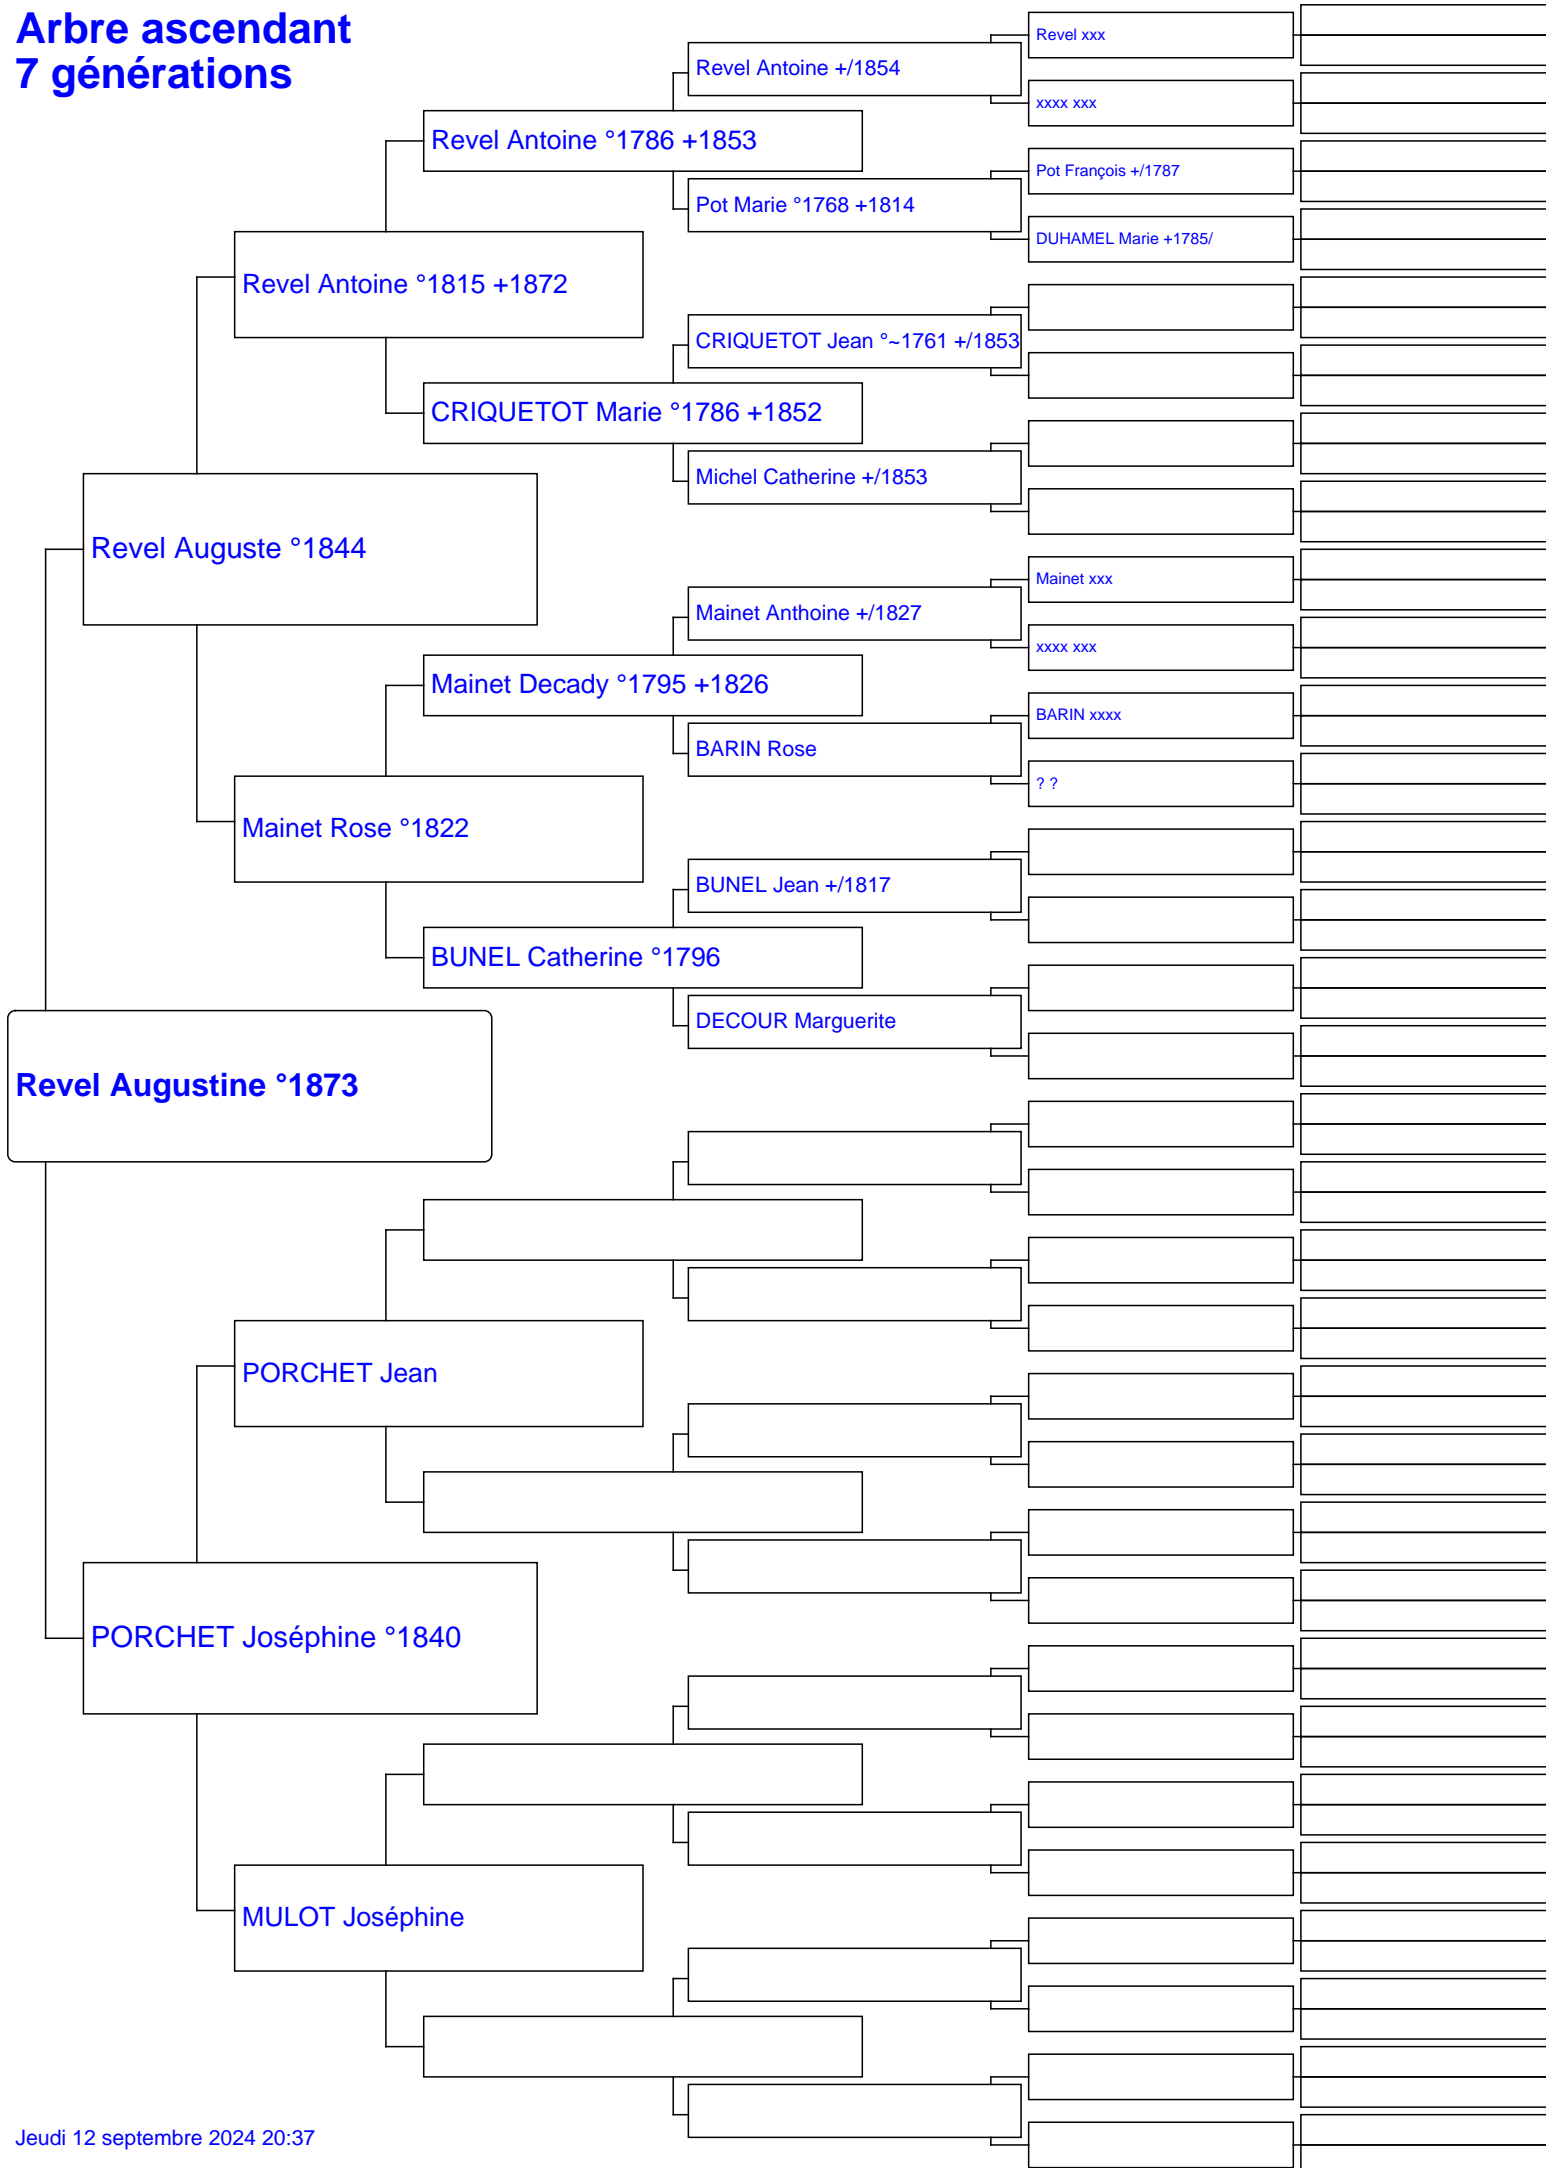 Arbre ascendant
7 générations
Revel xxx
Revel Antoine +/1854
xxxx xxx
Revel Antoine °1786 +1853
Pot François +/1787
Pot Marie °1768 +1814
DUHAMEL Marie +1785/
Revel Antoine °1815 +1872
CRIQUETOT Jean °~1761 +/1853
CRIQUETOT Marie °1786 +1852
Michel Catherine +/1853
Revel Auguste °1844
Mainet xxx
Mainet Anthoine +/1827
xxxx xxx
Mainet Decady °1795 +1826
BARIN xxxx
BARIN Rose
? ?
Mainet Rose °1822
BUNEL Jean +/1817
BUNEL Catherine °1796
DECOUR Marguerite
Revel Augustine °1873
PORCHET Jean
PORCHET Joséphine °1840
MULOT Joséphine
Jeudi 12 septembre 2024 20:37